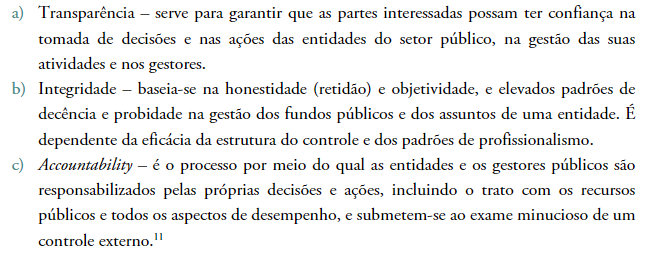 a) Transparência – serve para garantir que as partes interessadas possam ter confiança na
tomada de decisões e nas ações das entidades do setor público, na gestão das suas
atividades e nos gestores.
b) Integridade – baseia-se na honestidade (retidão) e objetividade, e elevados padrões de
decência e probidade na gestão dos fundos públicos e dos assuntos de uma entidade. É
dependente da eficácia da estrutura do controle e dos padrões de profissionalismo.
c) Accountability – é o processo por meio do qual as entidades e os gestores públicos são
responsabilizados pelas próprias decisões e ações, incluindo o trato com os recursos
públicos e todos os aspectos de desempenho, e submetem-se ao exame minucioso de um
controle externo.¹¹